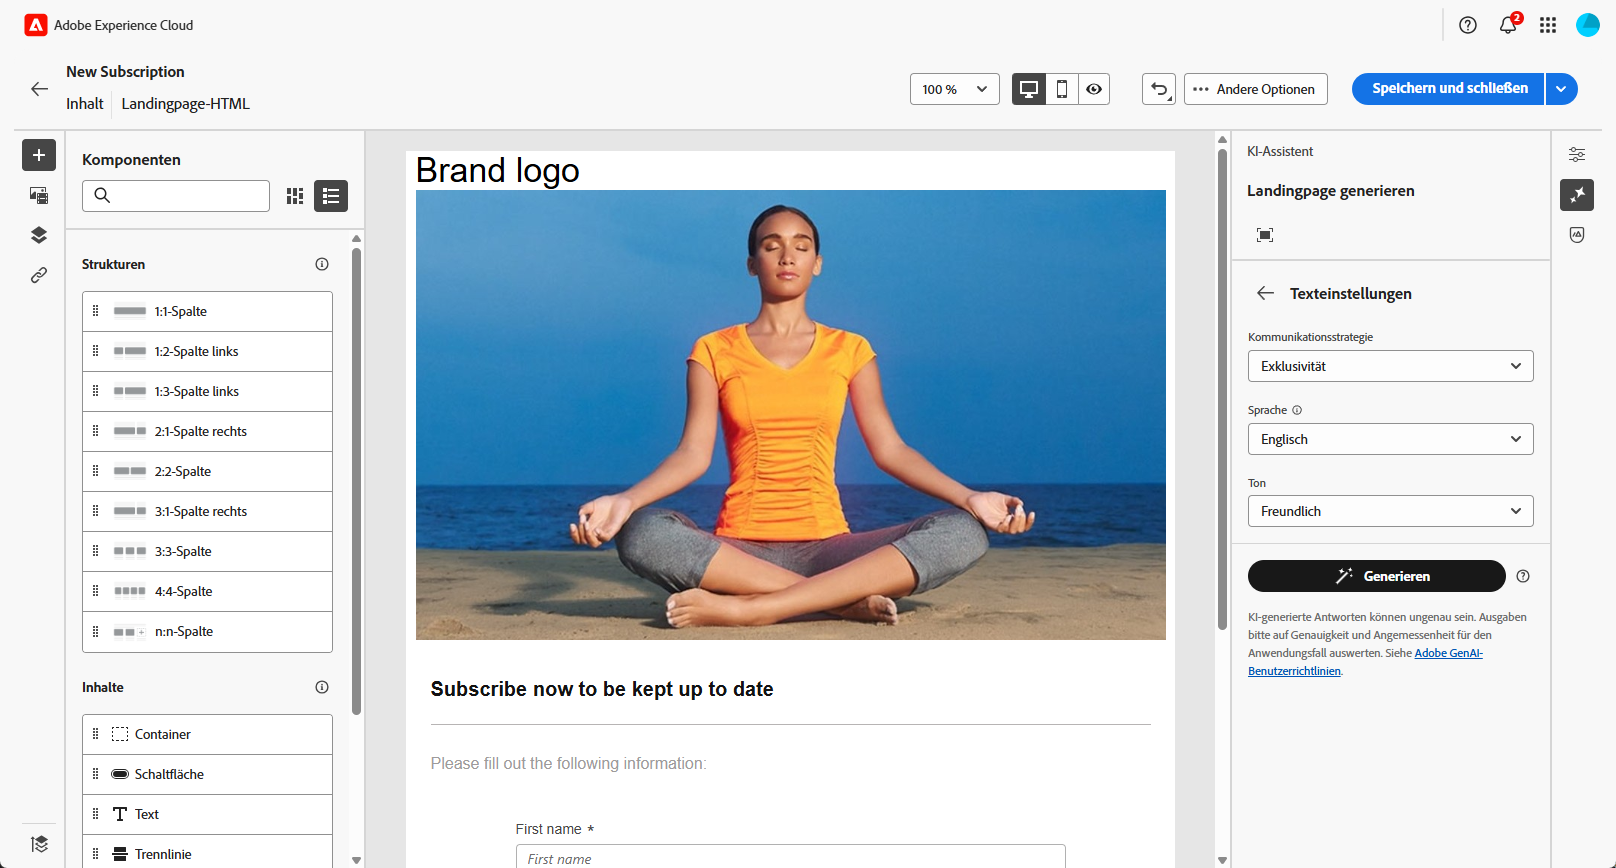 Adobe Experience Cloud
2
New Subscription
Inhalt
Landingpage-HTML
100 %
Andere Optionen
Speichern und schließen
Komponenten
Strukturen
1:1-Spalte
1:2-Spalte links
1:3-Spalte links
2:1-Spalte rechts
2:2-Spalte
3:1-Spalte rechts
3:3-Spalte
4:4-Spalte
n:n-Spalte
Inhalte
Container
Schaltfläche
Text
Trennlinie
Brand logo
Subscribe now to be kept up to date
Please fill out the following information:
First name *
First name
KI-Assistent
Landingpage generieren
Texteinstellungen
Kommunikationsstrategie
Exklusivität
Sprache
Englisch
Ton
Freundlich
Generieren
KI-generierte Antworten können ungenau sein. Ausgaben
bitte auf Genauigkeit und Angemessenheit für den
Anwendungsfall auswerten. Siehe Adobe GenAI-
Benutzerrichtlinien.